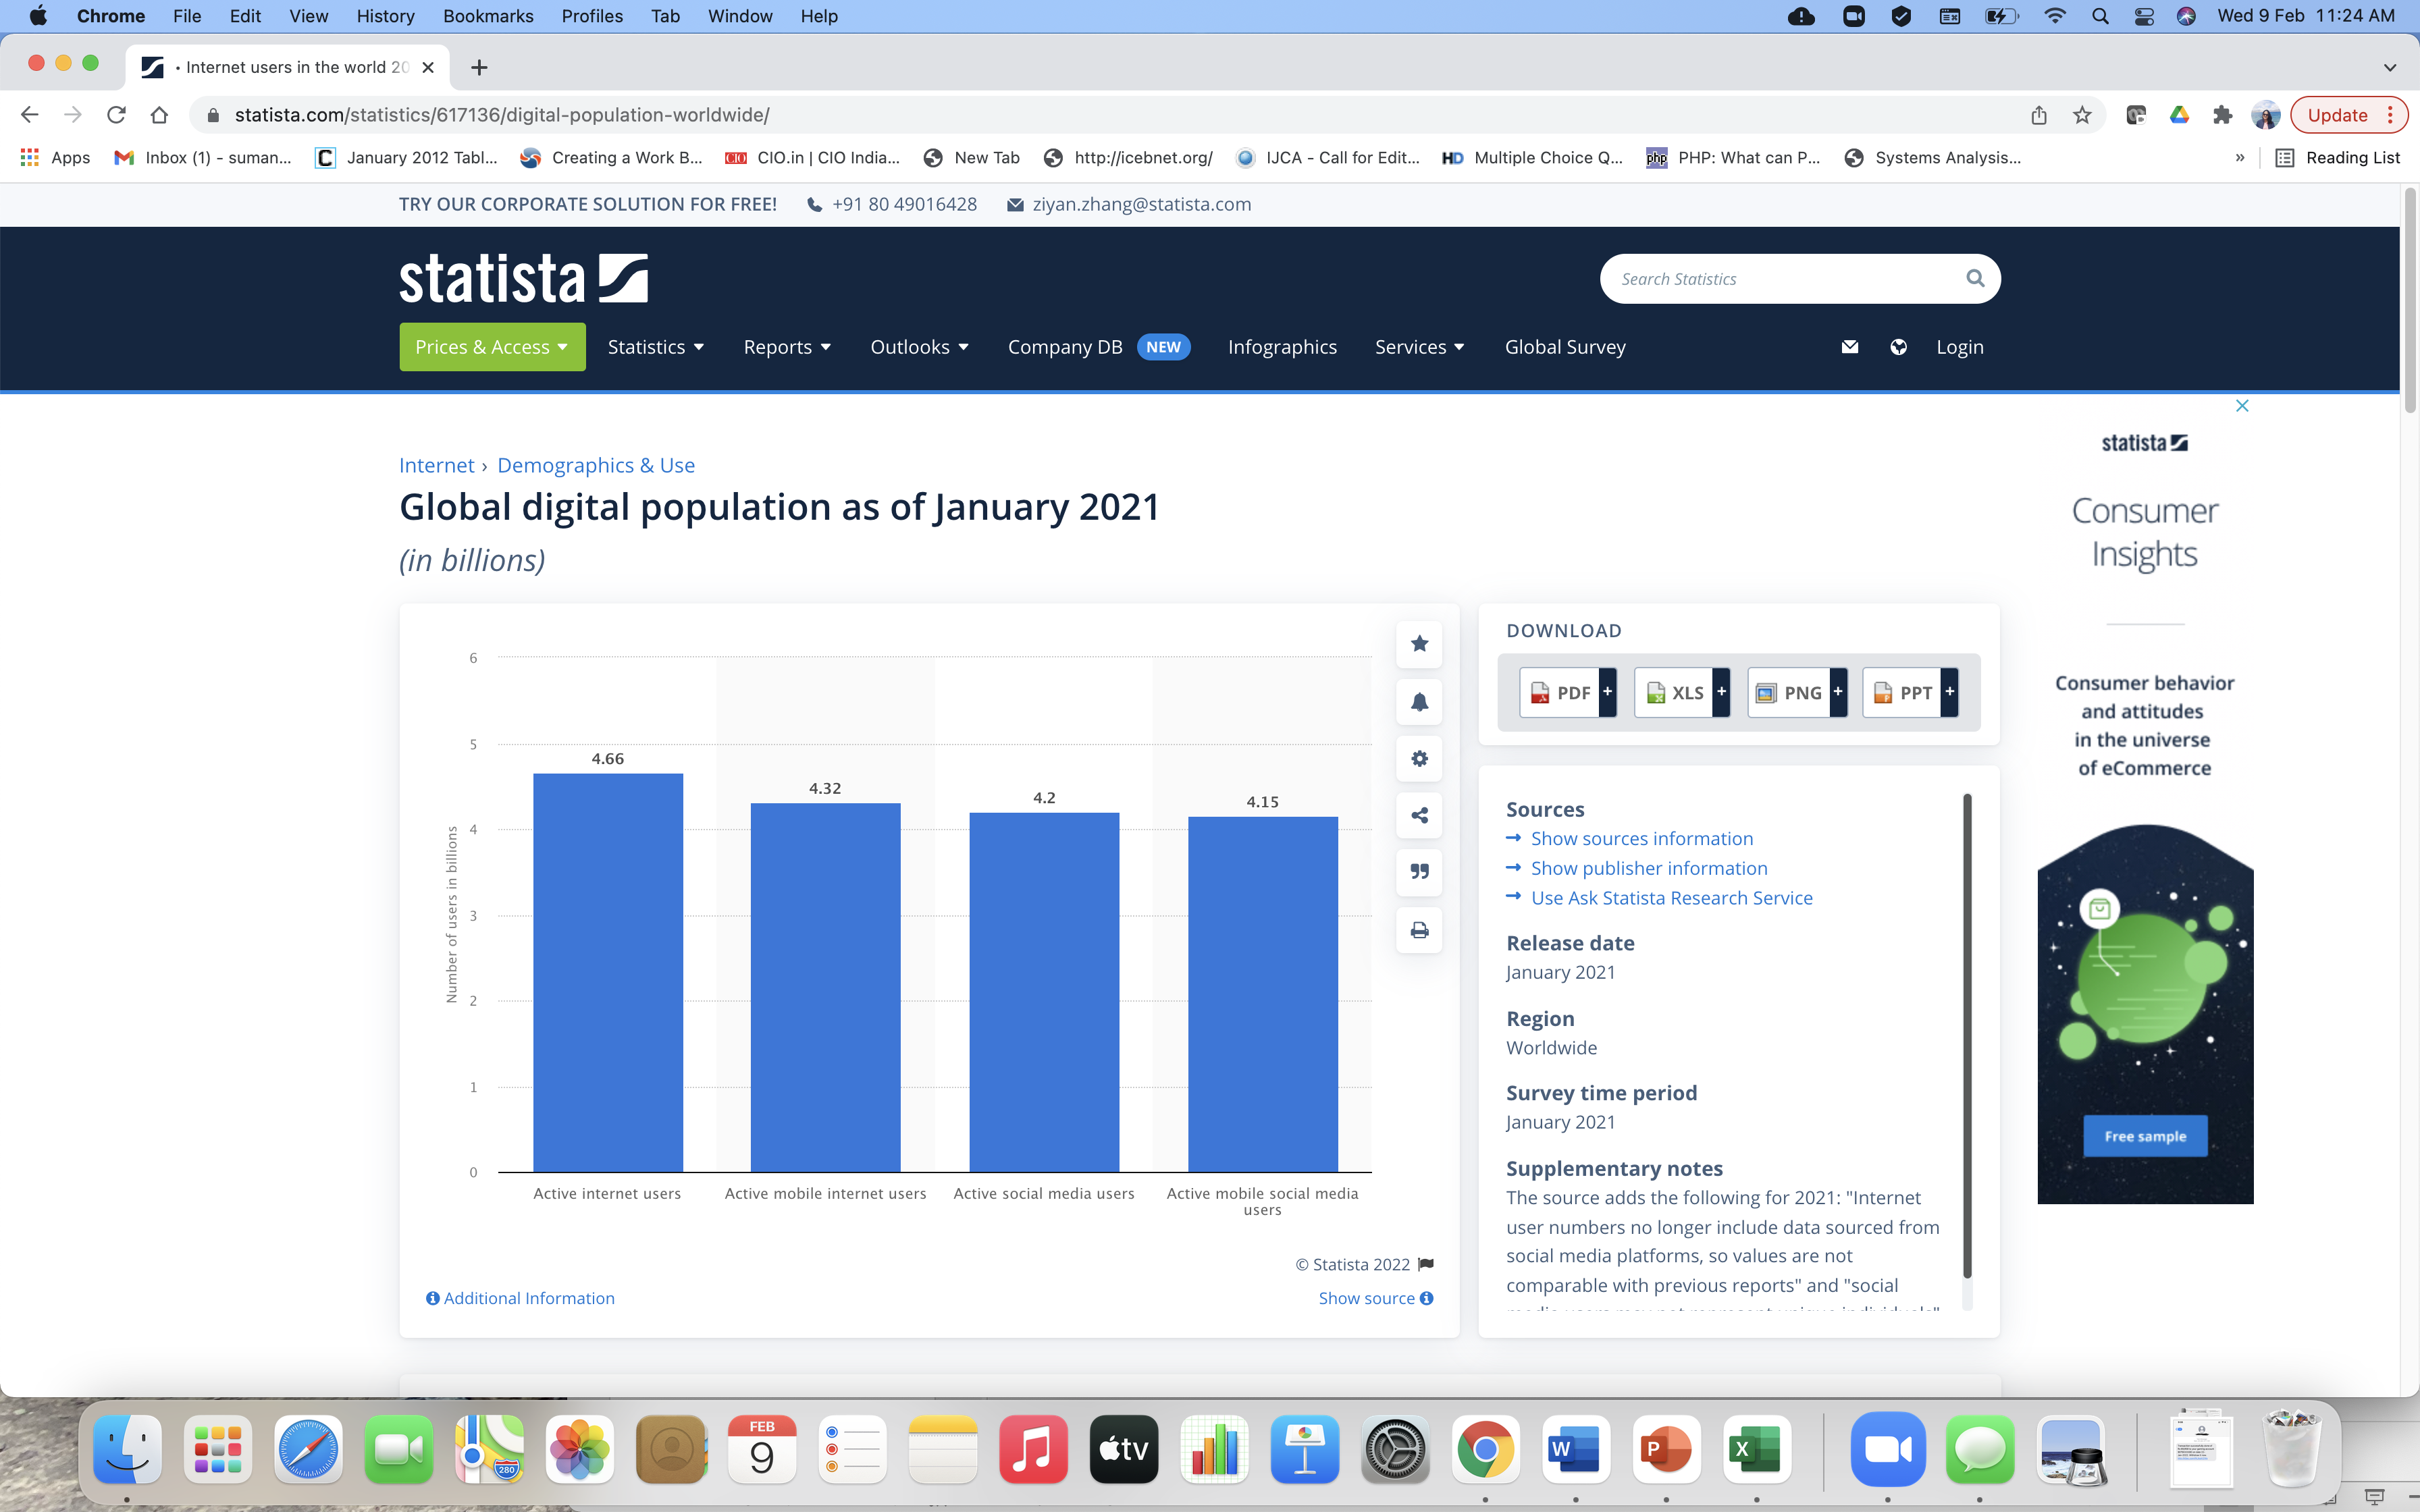 Chrome File Edit View History Bookmarks Profiles Tab Window Help Wed 9 Feb 11:24 AM
• Internet users in the world 20
statista.com/statistics/617136/digital-population-worldwide/ Update
Apps Inbox (1) - suman... January 2012 Tabl... Creating a Work B... CIO CIO.in | CIO India... New Tab http://icebnet.org/ IJCA - Call for Edit... HD Multiple Choice Q... php PHP: What can P... Systems Analysis... » Reading List
TRY OUR CORPORATE SOLUTION FOR FREE! +91 80 49016428 ziyan.zhang@statista.com
statista
Search Statistics
Prices & Access Statistics Reports Outlooks Company DB NEW Infographics Services Global Survey Login
Internet › Demographics & Use
Global digital population as of January 2021
(in billions)
6
5
4
3
2
1
0
Number of users in billions
4.66
4.32
4.2
4.15
Active internet users
Active mobile internet users
Active social media users
Active mobile social media
users
© Statista 2022
Additional Information
Show source
DOWNLOAD
PDF + XLS + PNG + PPT +
Sources
Show sources information
Show publisher information
Use Ask Statista Research Service
Release date
January 2021
Region
Worldwide
Survey time period
January 2021
Supplementary notes
The source adds the following for 2021: "Internet
user numbers no longer include data sourced from
social media platforms, so values are not
comparable with previous reports" and "social
statista
Consumer
Insights
Consumer behavior
and attitudes
in the universe
of eCommerce
Free sample
280
FEB
9
tv
W
P
X